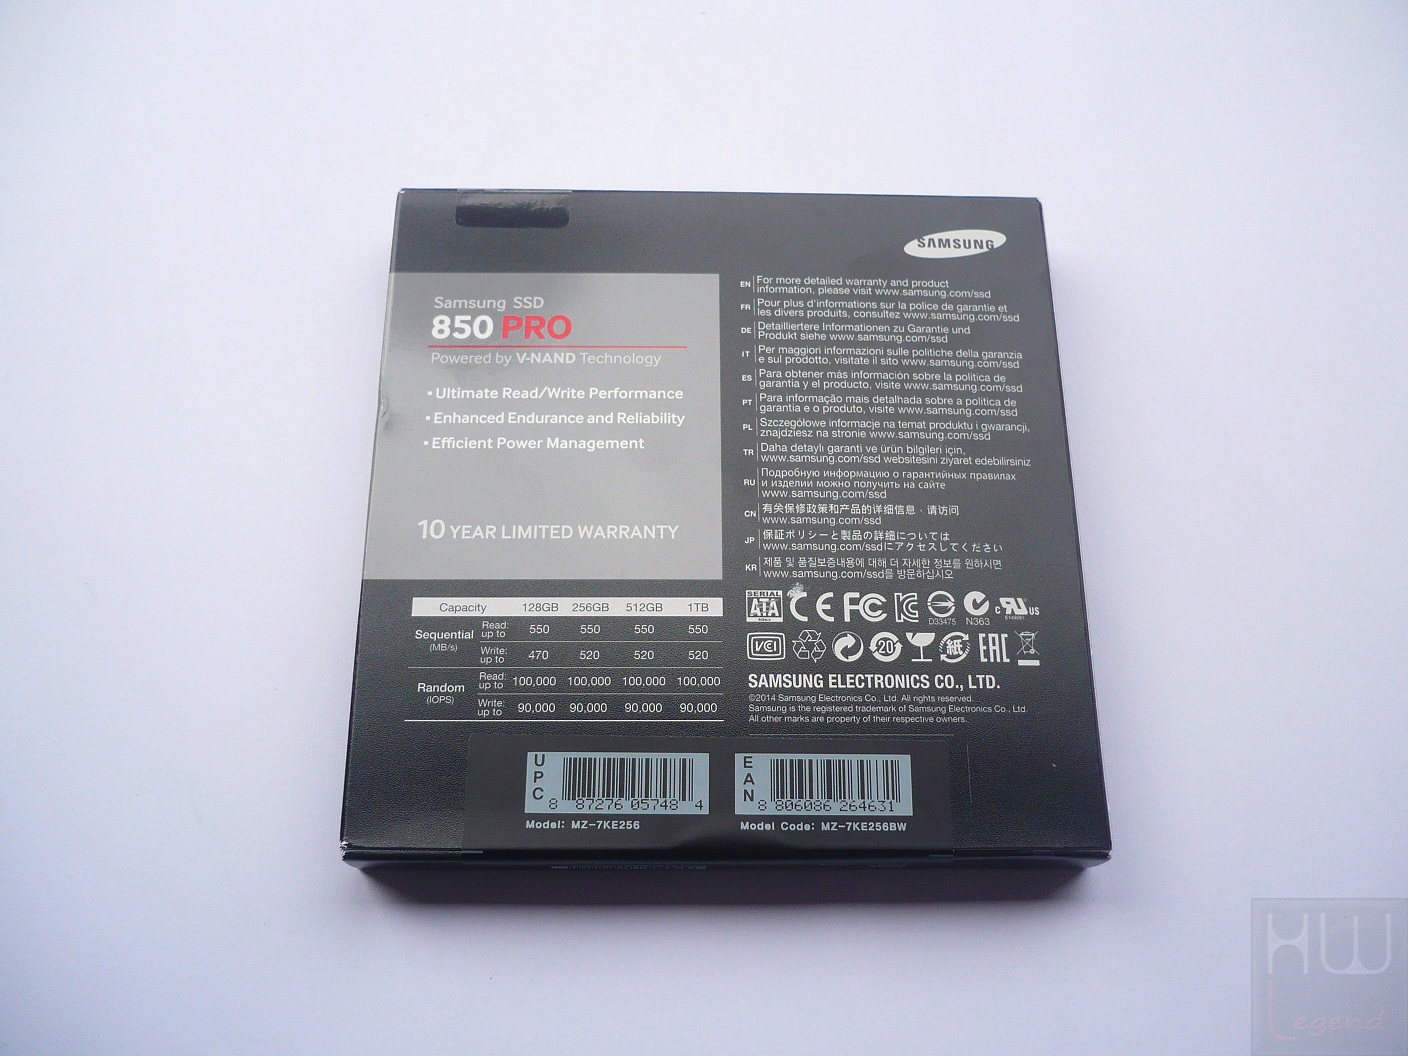 SAMSUNG
Samsung SSD
850 PRO
Powered by V-NAND Technology
▪ Ultimate Read/Write Performance
▪ Enhanced Endurance and Reliability
▪ Efficient Power Management
10 YEAR LIMITED WARRANTY
Capacity 128GB 256GB 512GB 1TB
Sequential (MB/s) Read: up to 550 550 550 550
Write: up to 470 520 520 520
Random (IOPS) Read: up to 100,000 100,000 100,000 100,000
Write: up to 90,000 90,000 90,000 90,000
EN For more detailed warranty and product
information, please visit www.samsung.com/ssd
FR Pour plus d'informations sur la police de garantie et
les divers produits, consultez www.samsung.com/ssd
DE Detailliertere Informationen zu Garantie und
Produkt siehe www.samsung.com/ssd
IT Per maggiori informazioni sulle politiche della garanzia
e sul prodotto, visitate il sito www.samsung.com/ssd
ES Para obtener más información sobre la política de
garantía y el producto, visite www.samsung.com/ssd
PT Para informação mais detalhada sobre a politica de
garantia e o produto, visite www.samsung.com/ssd
PL Szczegółowe informacje na temat produktu i gwarancji,
znajdziesz na stronie www.samsung.com/ssd
TR Daha detaylı garanti ve ürün bilgileri için,
www.samsung.com/ssd websitesini ziyaret edebilirsiniz
RU Подробную информацию о гарантийных правилах
и изделии можно получить на сайте
www.samsung.com/ssd
CN 有关保修政策和产品的详细信息，请访问
www.samsung.com/ssd
JP 保証ポリシーと製品の詳細については
www.samsung.com/ssdにアクセスしてください
KR 제품 및 품질보증내용에 대해 더 자세한 정보를 원하시면
www.samsung.com/ssd를 방문하십시오
SERIAL ATA CE FC D33475 N363 c RU US
VCI 20 紙 EAC
SAMSUNG ELECTRONICS CO., LTD.
©2014 Samsung Electronics Co., Ltd. All rights reserved.
Samsung is the registered trademark of Samsung Electronics Co., Ltd.
All other marks are property of their respective owners.
UPC
8 87276 05748 4
Model: MZ-7KE256
EAN
8 806086 264631
Model Code: MZ-7KE256BW
HW
Legend